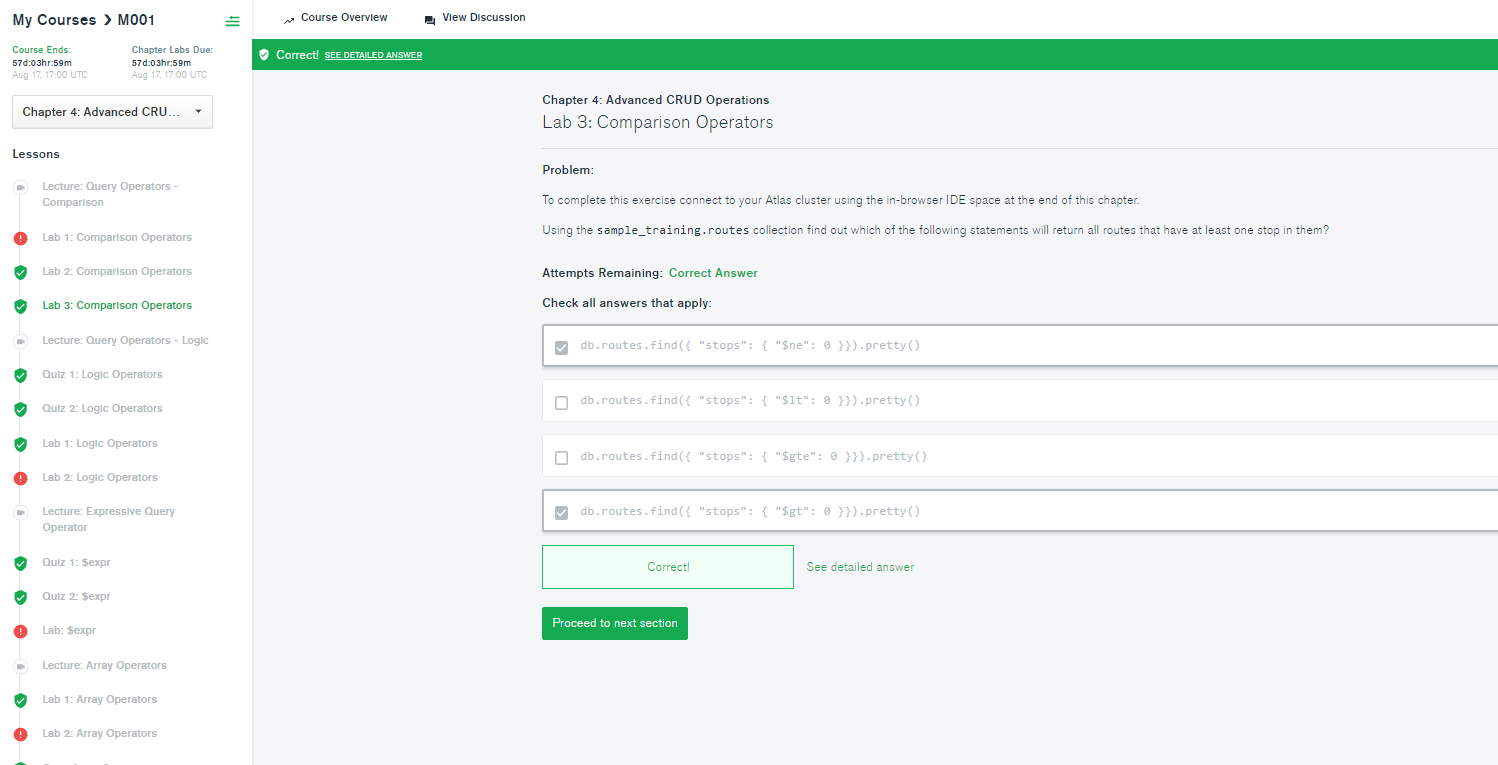 My Courses ❯ M001
Course Ends:
57d:03hr:59m
Aug 17, 17:00 UTC
Chapter Labs Due:
57d:03hr:59m
Aug 17, 17:00 UTC
Chapter 4: Advanced CRU...
Lessons
Lecture: Query Operators -
Comparison
Lab 1: Comparison Operators
Lab 2: Comparison Operators
Lab 3: Comparison Operators
Lecture: Query Operators - Logic
Quiz 1: Logic Operators
Quiz 2: Logic Operators
Lab 1: Logic Operators
Lab 2: Logic Operators
Lecture: Expressive Query
Operator
Quiz 1: $expr
Quiz 2: $expr
Lab: $expr
Lecture: Array Operators
Lab 1: Array Operators
Lab 2: Array Operators
Course Overview
View Discussion
Correct! SEE DETAILED ANSWER
Chapter 4: Advanced CRUD Operations
Lab 3: Comparison Operators
Problem:
To complete this exercise connect to your Atlas cluster using the in-browser IDE space at the end of this chapter.
Using the sample_training.routes collection find out which of the following statements will return all routes that have at least one stop in them?
Attempts Remaining: Correct Answer
Check all answers that apply:
db.routes.find({ "stops": { "$ne": 0 }}).pretty()
db.routes.find({ "stops": { "$lt": 0 }}).pretty()
db.routes.find({ "stops": { "$gte": 0 }}).pretty()
db.routes.find({ "stops": { "$gt": 0 }}).pretty()
Correct!
See detailed answer
Proceed to next section